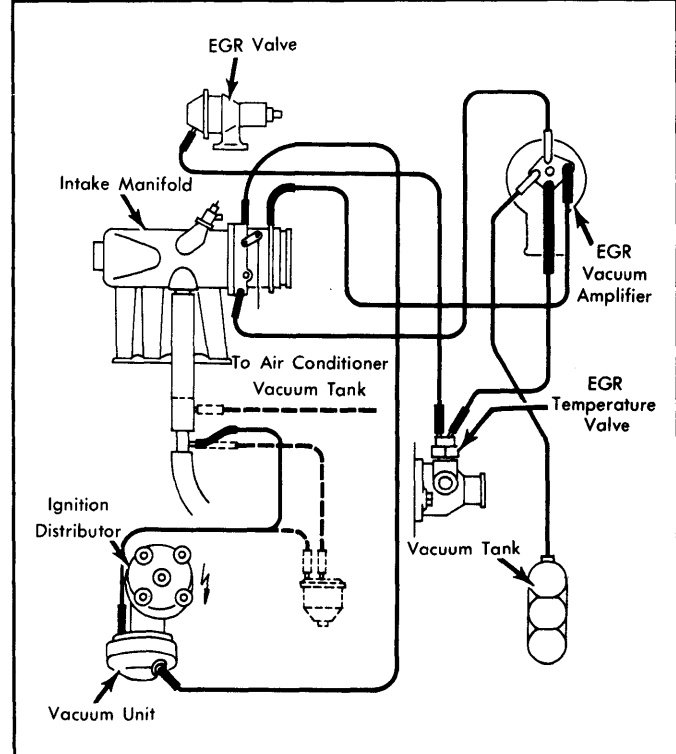 EGR Valve
Intake Manifold
EGR
Vacuum
Amplifier
To Air Conditioner
Vacuum Tank
EGR
Temperature
Valve
Ignition
Distributor
Vacuum Tank
Vacuum Unit